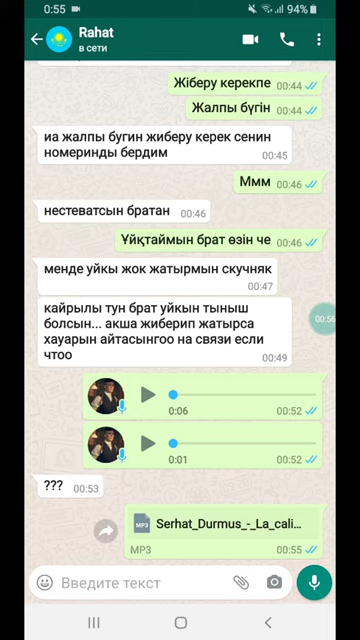 0:55
94%
Rahat
в сети
Жіберу керекпе 00:44
Жалпы бүгін 00:44
иа жалпы бугин жиберу керек сенин
номеринды бердим 00:45
Ммм 00:46
нестеватсын братан 00:46
Ұйқтаймын брат өзін че 00:46
менде уйкы жок жатырмын скучняк
00:47
кайрылы тун брат уйкын тыныш
болсын... акша жиберип жатырса
хауарын айтасынгоо на связи если
чтоо 00:49
00:56
0:06 00:52
0:01 00:52
??? 00:53
MP3 Serhat_Durmus_-_La_cali...
MP3 00:55
Введите текст